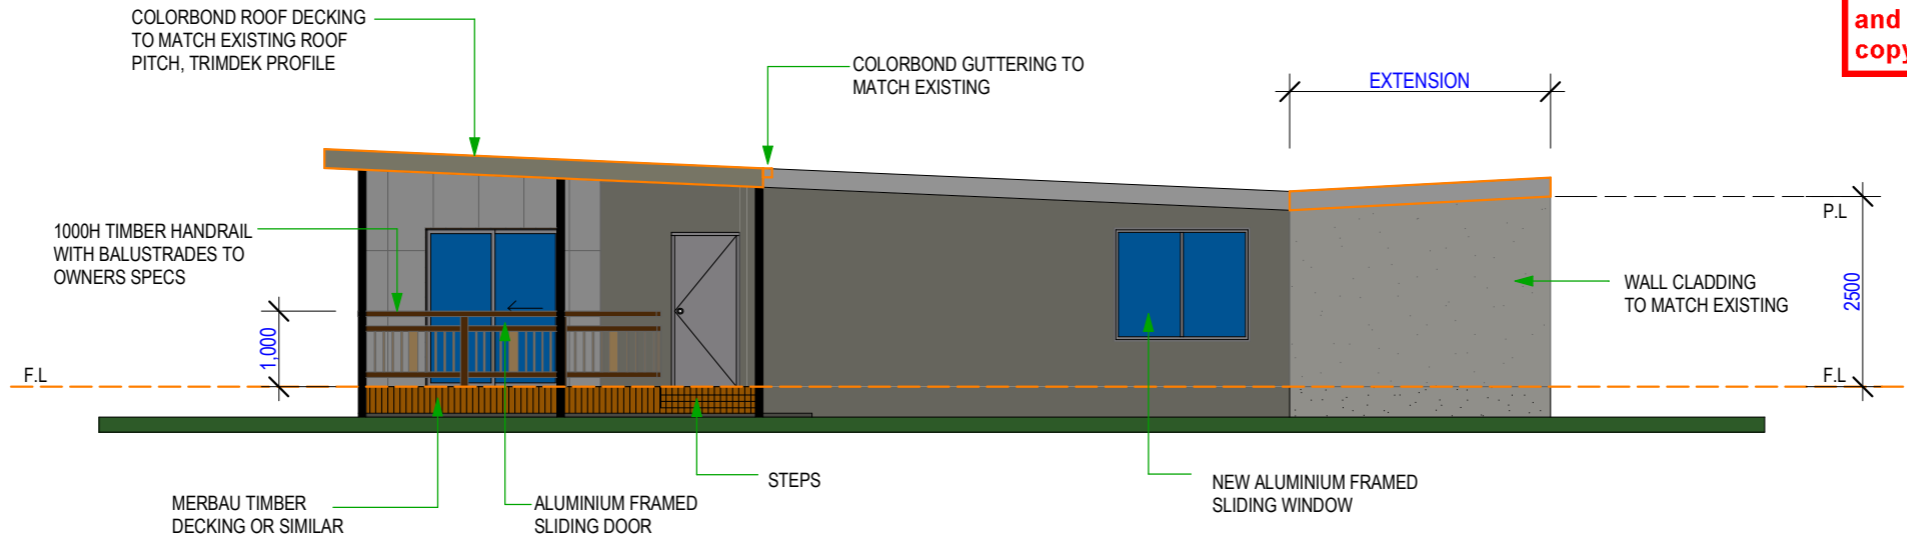 COLORBOND ROOF DECKING
TO MATCH EXISTING ROOF
PITCH, TRIMDEK PROFILE
COLORBOND GUTTERING TO
MATCH EXISTING
EXTENSION
and
copy
1000H TIMBER HANDRAIL
WITH BALUSTRADES TO
OWNERS SPECS
P.L
WALL CLADDING
TO MATCH EXISTING
2500
1,000
F.L
F.L
STEPS
MERBAU TIMBER
DECKING OR SIMILAR
ALUMINIUM FRAMED
SLIDING DOOR
NEW ALUMINIUM FRAMED
SLIDING WINDOW